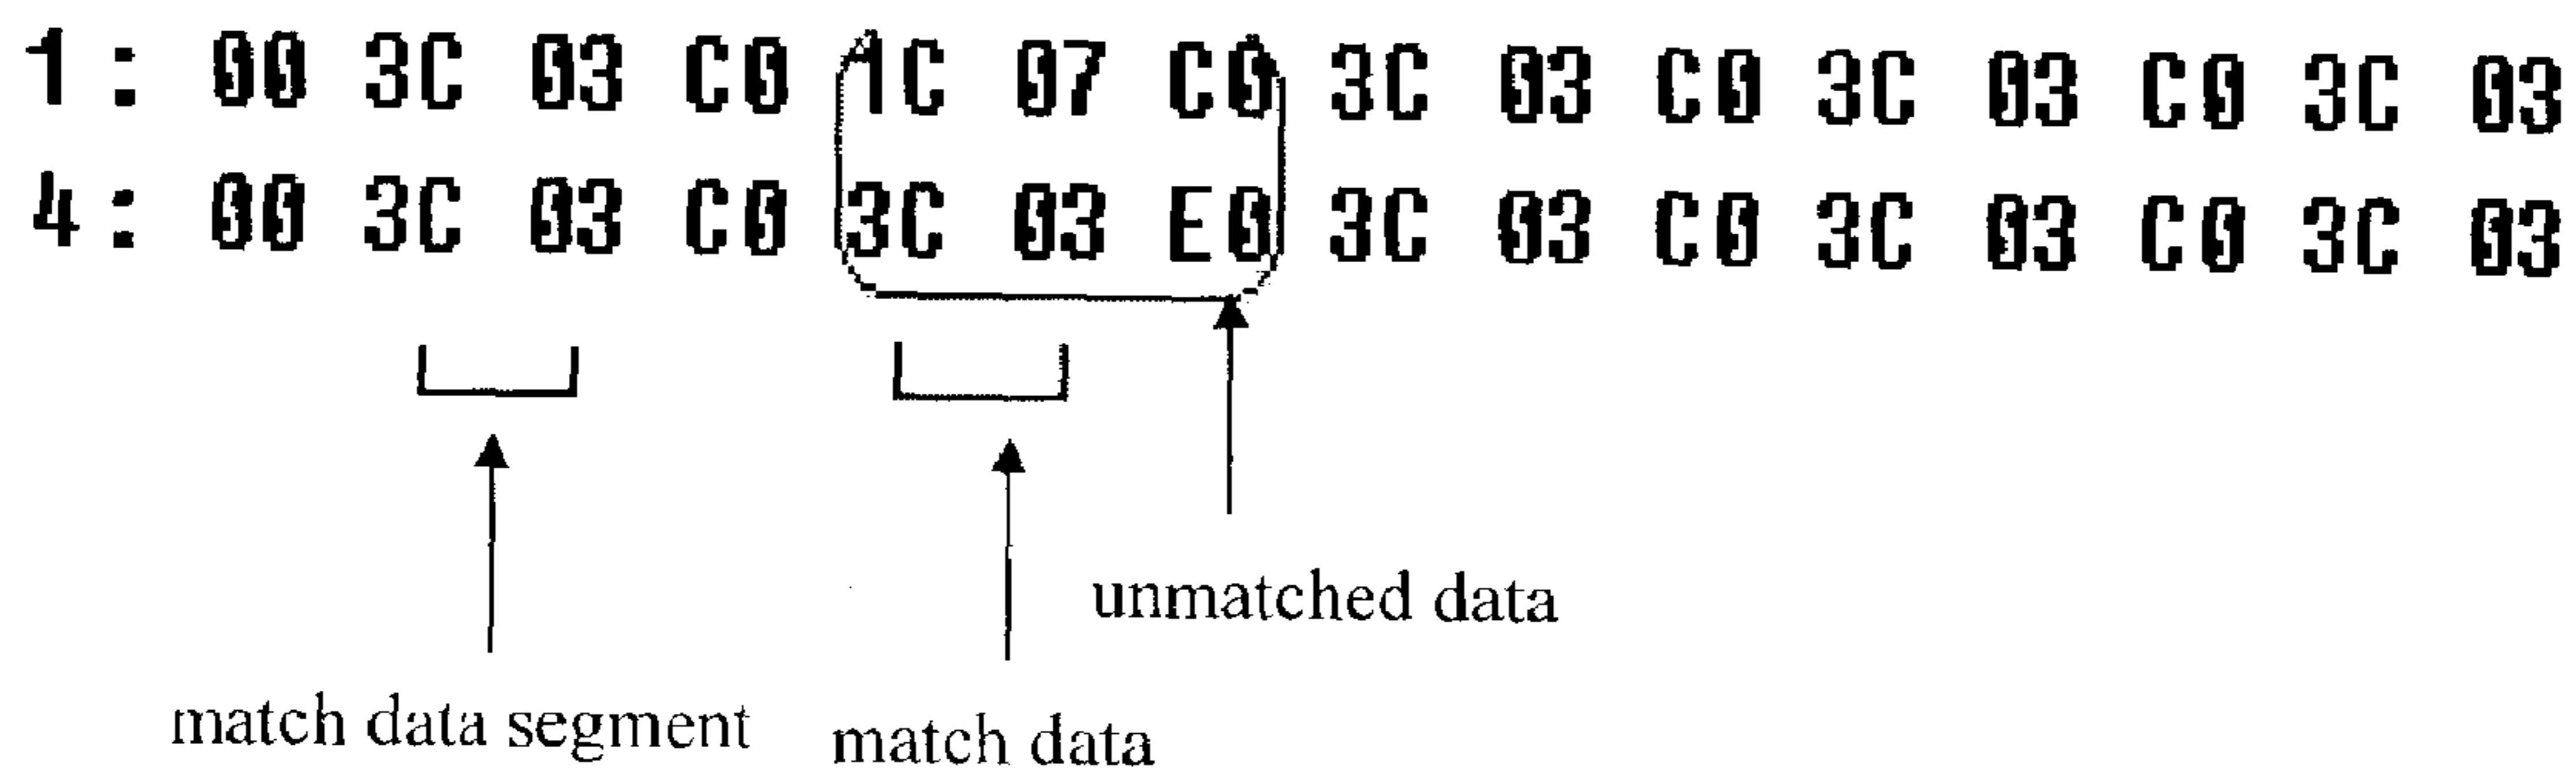 1: 00 3C 03 C0 1C 07 C0 3C 03 C0 3C 03 C0 3C 03
4: 00 3C 03 C0 3C 03 E0 3C 03 C0 3C 03 C0 3C 03
unmatched data
match data segment
match data